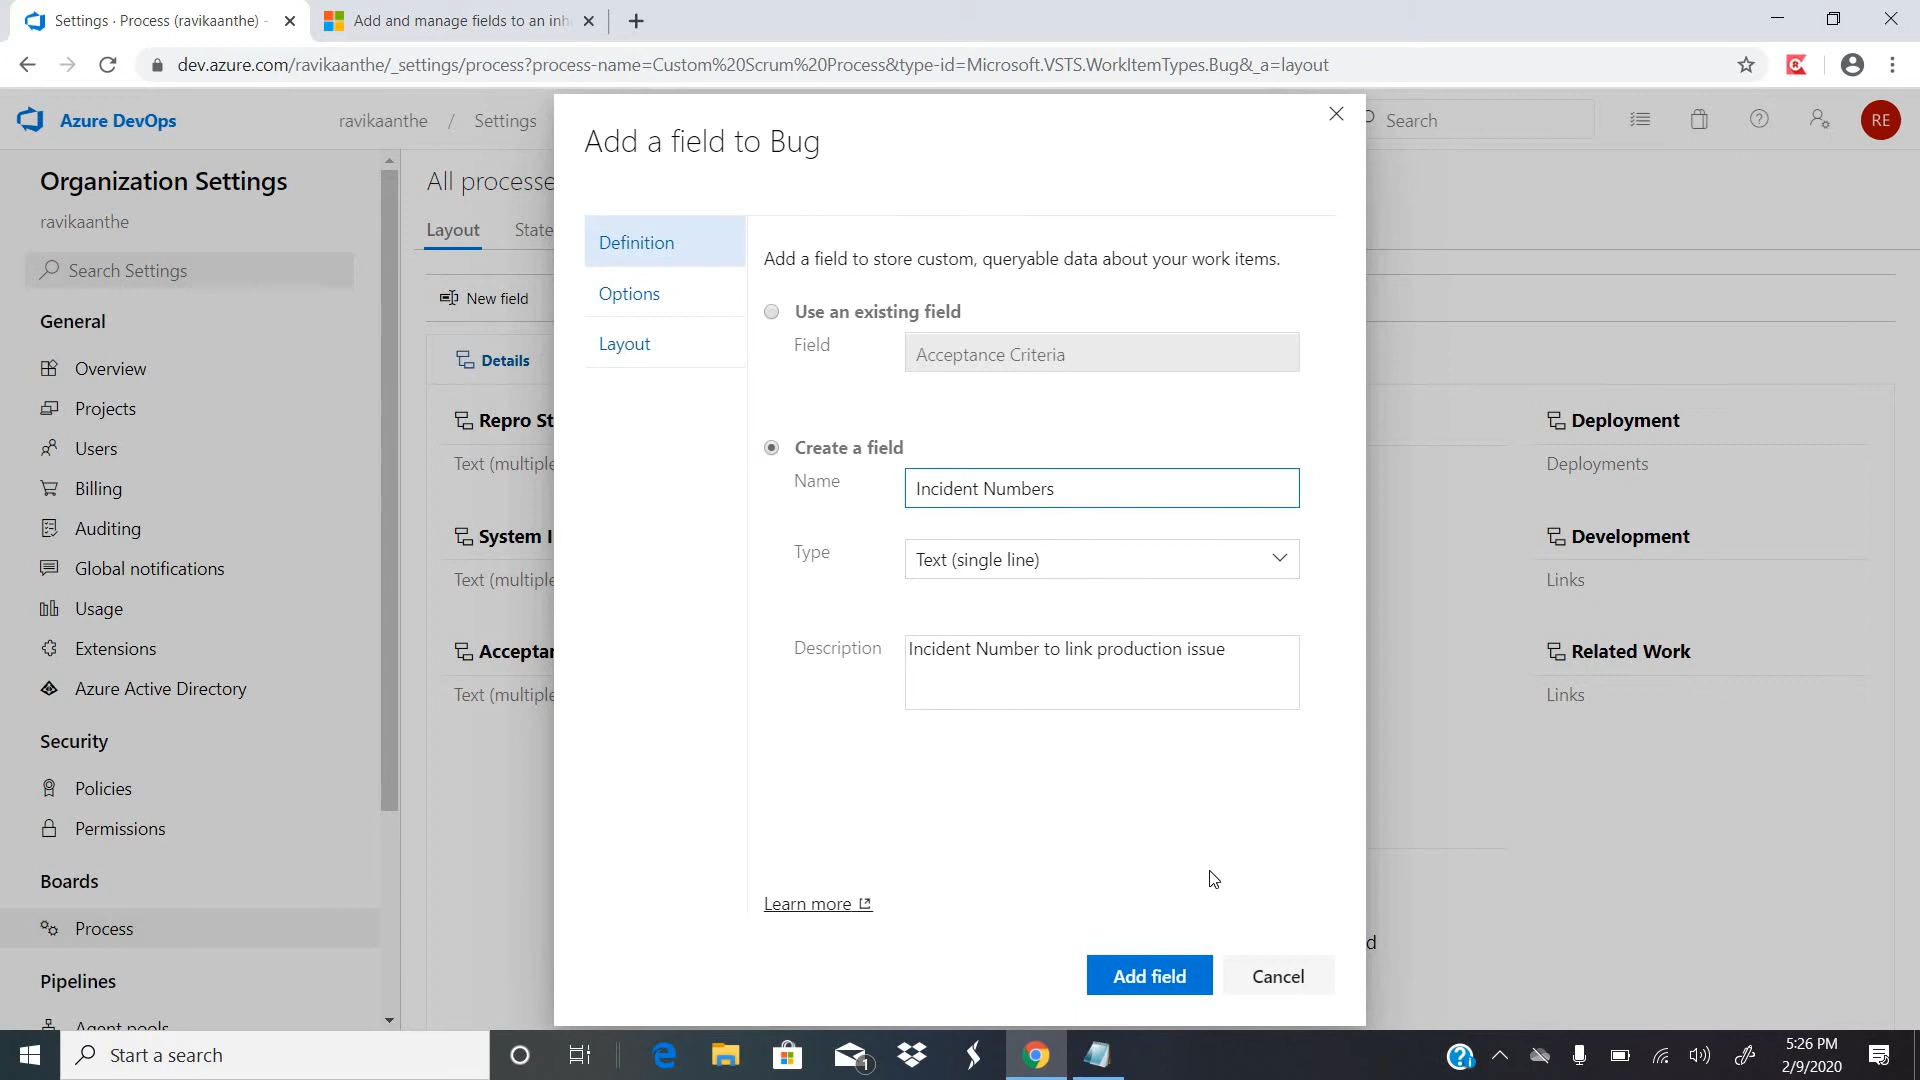 Settings · Process (ravikaanthe) -
Add and manage fields to an inh
dev.azure.com/ravikaanthe/_settings/process?process-name=Custom%20Scrum%20Process&type-id=Microsoft.VSTS.WorkItemTypes.Bug&_a=layout
Azure DevOps
ravikaanthe / Settings
Search
RE
Organization Settings
ravikaanthe
Search Settings
General
Overview
Projects
Users
Billing
Auditing
Global notifications
Usage
Extensions
Azure Active Directory
Security
Policies
Permissions
Boards
Process
Pipelines
Agent pools
All processe
Layout
State
New field
Details
Repro St
Text (multiple
System I
Text (multiple
Acceptan
Text (multiple
Add a field to Bug
Definition
Options
Layout
Add a field to store custom, queryable data about your work items.
Use an existing field
Field
Acceptance Criteria
Create a field
Name
Incident Numbers
Type
Text (single line)
Description
Incident Number to link production issue
Learn more
Add field
Cancel
Deployment
Deployments
Development
Links
Related Work
Links
d
Start a search
1
5:26 PM
2/9/2020